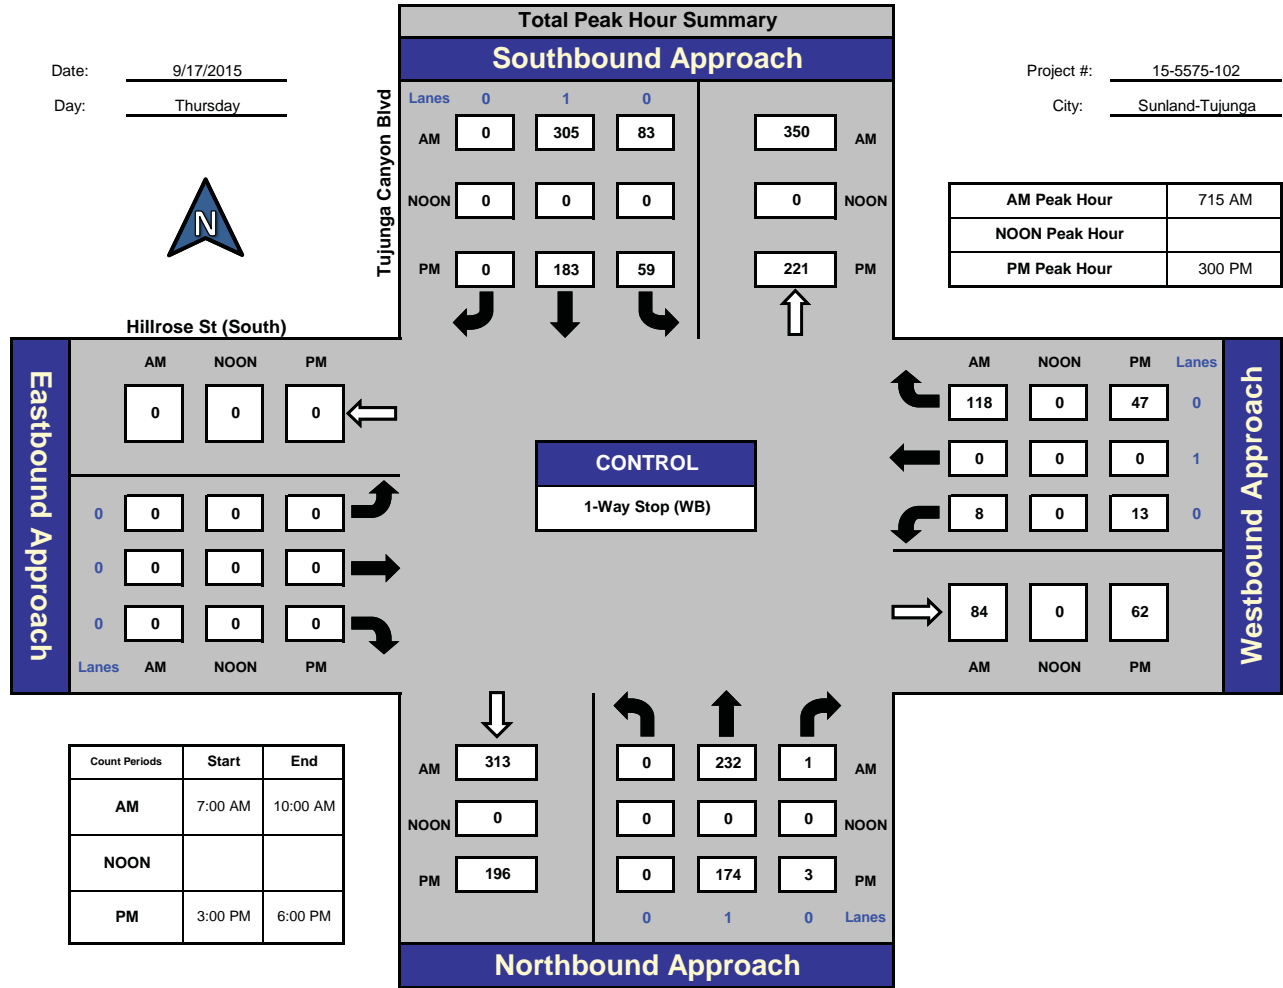 Total Peak Hour Summary
Southbound Approach
Date: 9/17/2015
Day: Thursday
Project #: 15-5575-102
City: Sunland-Tujunga
N
Tujunga Canyon Blvd
Lanes 0 1 0
AM 0 305 83 350 AM
NOON 0 0 0 0 NOON
PM 0 183 59 221 PM
AM Peak Hour 715 AM
NOON Peak Hour
PM Peak Hour 300 PM
Hillrose St (South)
Eastbound Approach
AM NOON PM
0 0 0
0 0 0 0
0 0 0 0
0 0 0 0
Lanes AM NOON PM
CONTROL
1-Way Stop (WB)
AM NOON PM Lanes
118 0 47 0
0 0 0 1
8 0 13 0
84 0 62
AM NOON PM
Westbound Approach
Count Periods Start End
AM 7:00 AM 10:00 AM
NOON
PM 3:00 PM 6:00 PM
AM 313 0 232 1 AM
NOON 0 0 0 0 NOON
PM 196 0 174 3 PM
0 1 0 Lanes
Northbound Approach